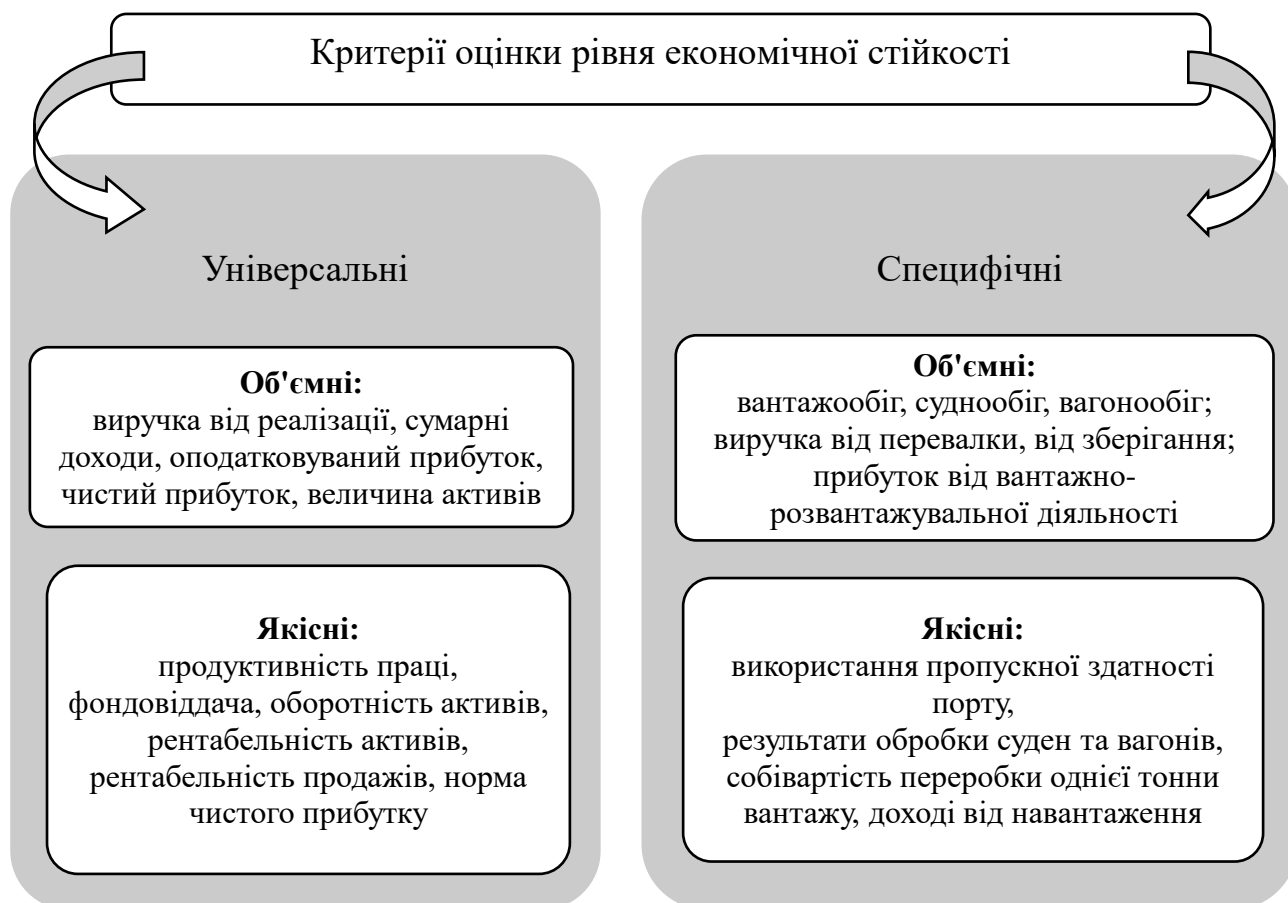 Критерії оцінки рівня економічної стійкості
Універсальні
Об'ємні:
виручка від реалізації, сумарні
доходи, оподатковуваний прибуток,
чистий прибуток, величина активів
Якісні:
продуктивність праці,
фондовіддача, оборотність активів,
рентабельність активів,
рентабельність продажів, норма
чистого прибутку
Специфічні
Об'ємні:
вантажообіг, суднообіг, вагонообіг;
виручка від перевалки, від зберігання;
прибуток від вантажно-
розвантажувальної діяльності
Якісні:
використання пропускної здатності
порту,
результати обробки суден та вагонів,
собівартість переробки однієї тонни
вантажу, доході від навантаження